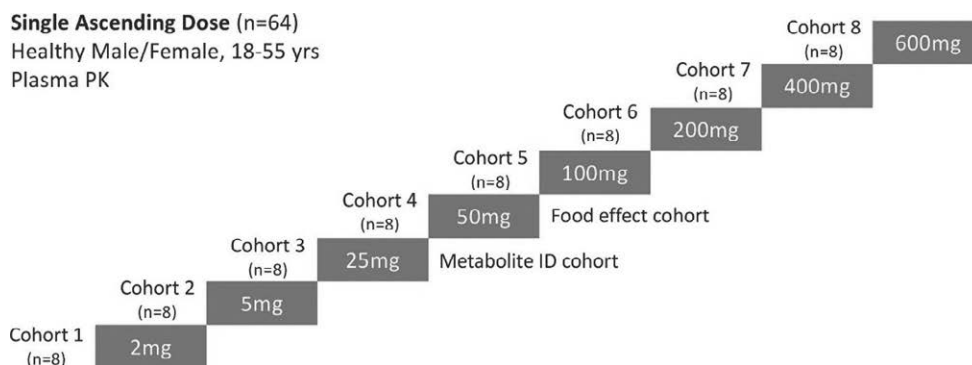 Single Ascending Dose (n=64)
Healthy Male/Female, 18-55 yrs
Plasma PK
Cohort 1
(n=8)
2mg
Cohort 2
(n=8)
5mg
Cohort 3
(n=8)
25mg
Metabolite ID cohort
Cohort 4
(n=8)
50mg
Food effect cohort
Cohort 5
(n=8)
100mg
Cohort 6
(n=8)
200mg
Cohort 7
(n=8)
400mg
Cohort 8
(n=8)
600mg